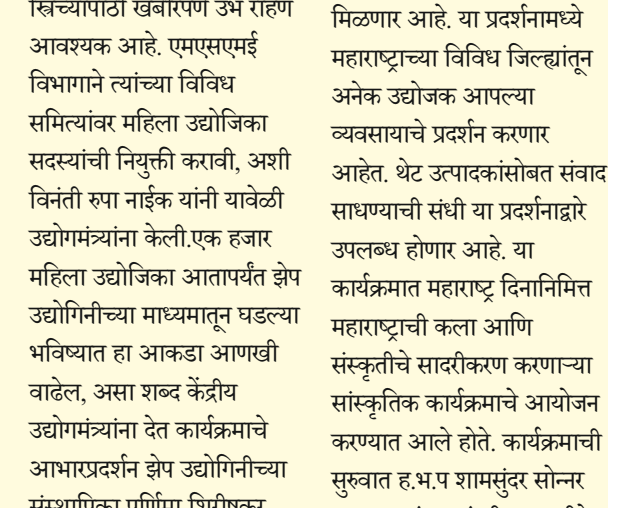 स्त्रियांपाठी खंबीरपणे उभे राहणे
आवश्यक आहे. एमएसएमई
विभागाने त्यांच्या विविध
समित्यांवर महिला उद्योजिका
सदस्यांची नियुक्ती करावी, अशी
विनंती रुपा नाईक यांनी यावेळी
उद्योगमंत्र्यांना केली.एक हजार
महिला उद्योजिका आतापर्यंत झेप
उद्योगिनीच्या माध्यमातून घडल्या
भविष्यात हा आकडा आणखी
वाढेल, असा शब्द केंद्रीय
उद्योगमंत्र्यांना देत कार्यक्रमाचे
आभारप्रदर्शन झेप उद्योगिनीच्या
संस्थापिका पूर्णिमा शिरीषकर
मिळणार आहे. या प्रदर्शनामध्ये
महाराष्ट्राच्या विविध जिल्ह्यांतून
अनेक उद्योजक आपल्या
व्यवसायाचे प्रदर्शन करणार
आहेत. थेट उत्पादकांसोबत संवाद
साधण्याची संधी या प्रदर्शनाद्वारे
उपलब्ध होणार आहे. या
कार्यक्रमात महाराष्ट्र दिनानिमित्त
महाराष्ट्राची कला आणि
संस्कृतीचे सादरीकरण करणाऱ्या
सांस्कृतिक कार्यक्रमाचे आयोजन
करण्यात आले होते. कार्यक्रमाची
सुरुवात ह.भ.प शामसुंदर सोन्नर